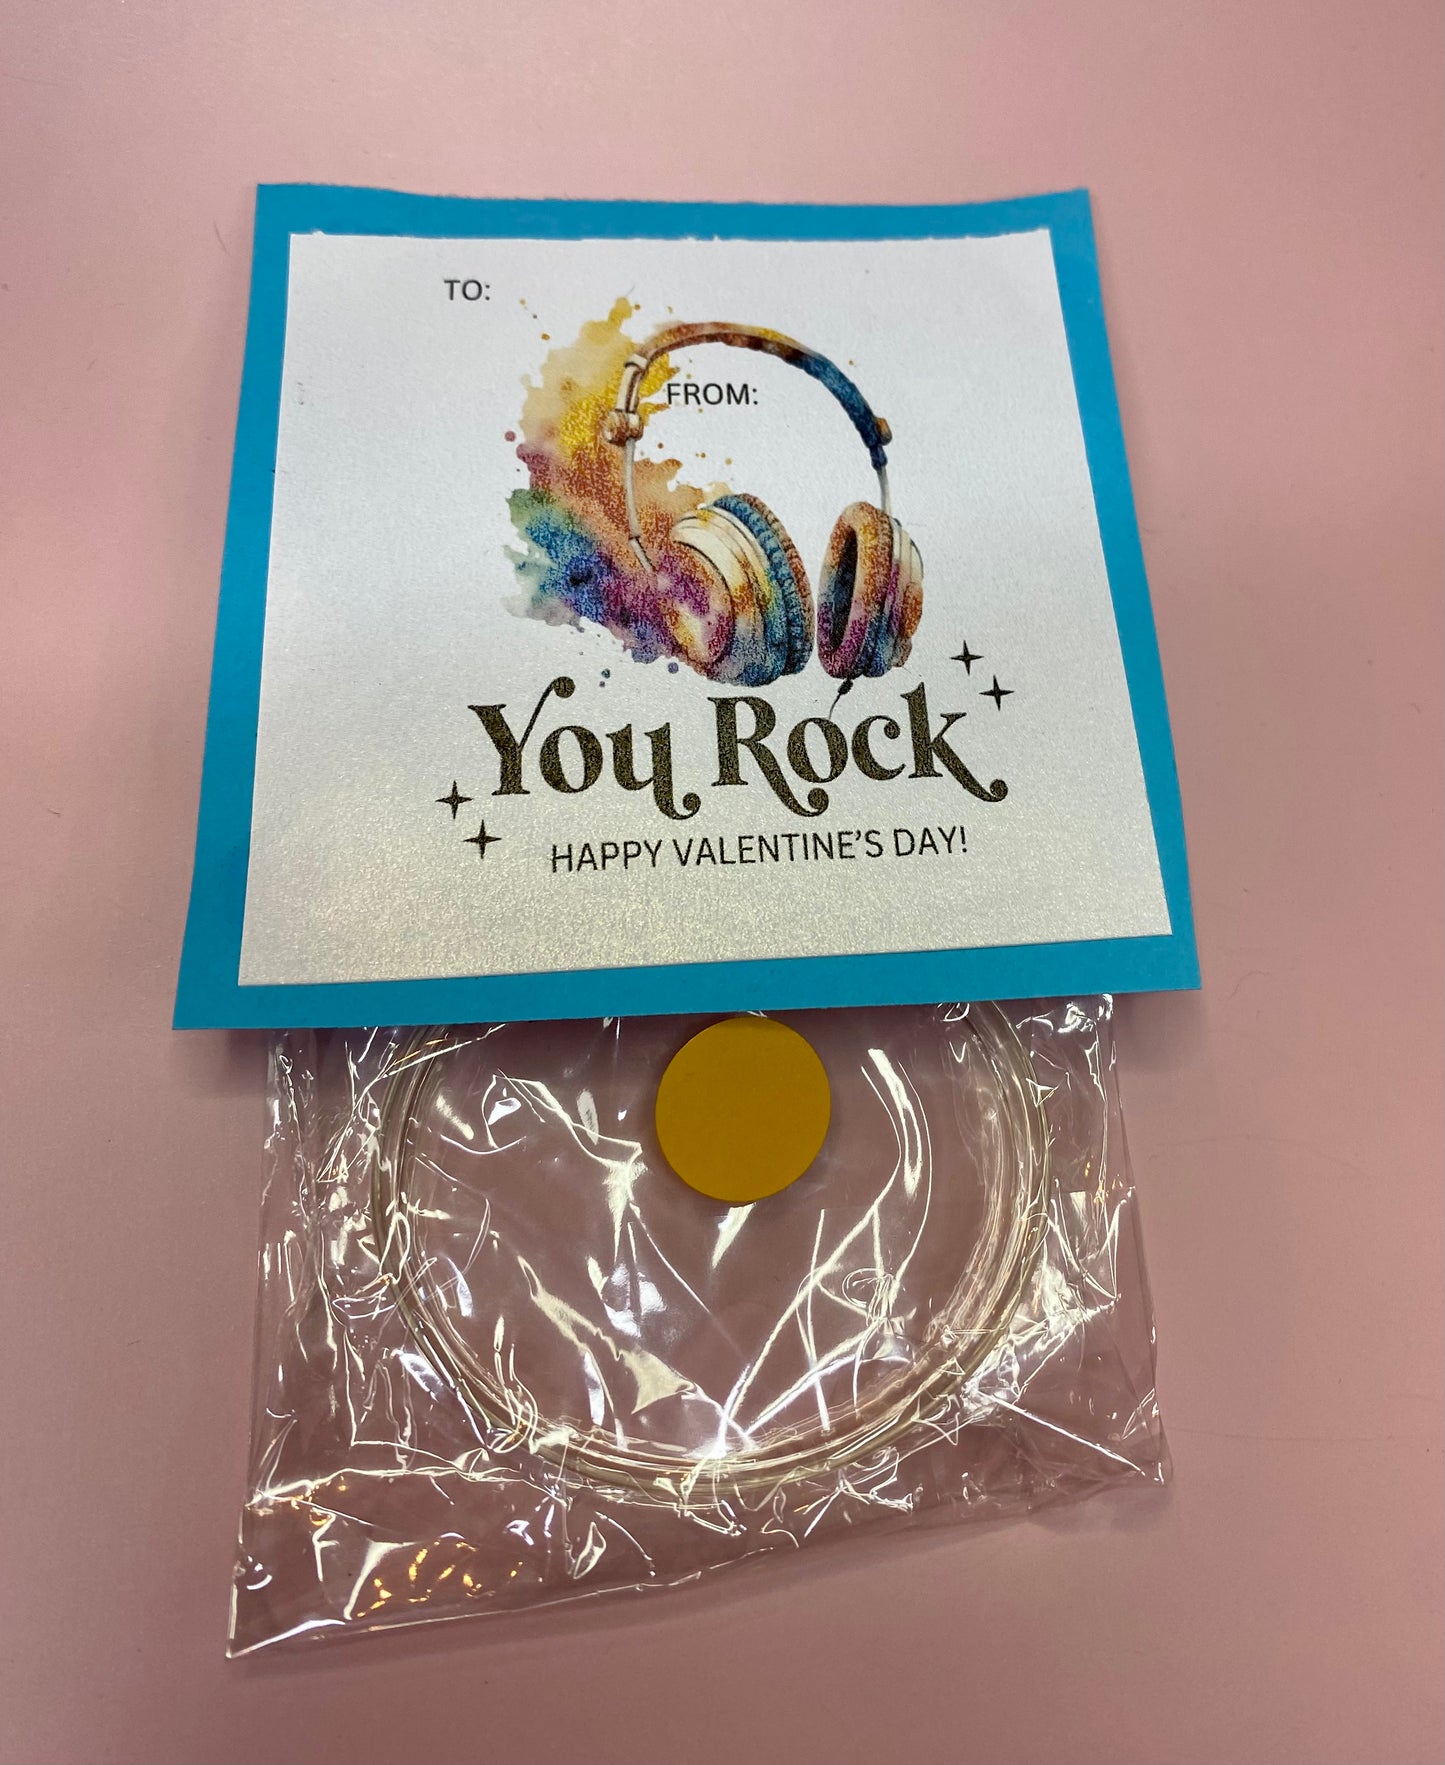 TO:
FROM:
You Rock
HAPPY VALENTINE'S DAY!